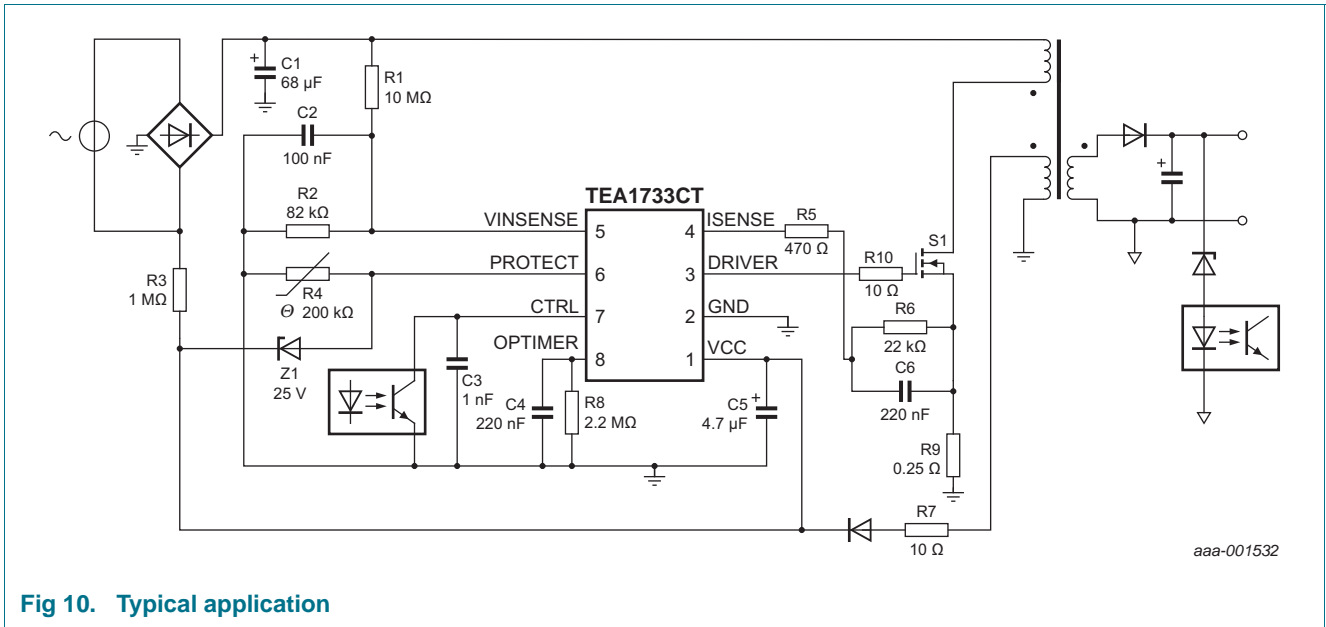 C1
68 µF
R1
10 MΩ
C2
100 nF
R2
82 kΩ
TEA1733CT
VINSENSE
5
4
ISENSE
R5
470 Ω
S1
PROTECT
6
3
DRIVER
R10
10 Ω
R3
1 MΩ
Θ
R4
200 kΩ
CTRL
7
2
GND
R6
22 kΩ
OPTIMER
8
1
VCC
Z1
25 V
C3
1 nF
C4
220 nF
R8
2.2 MΩ
C5
4.7 µF
C6
220 nF
R9
0.25 Ω
R7
10 Ω
aaa-001532
Fig 10. Typical application